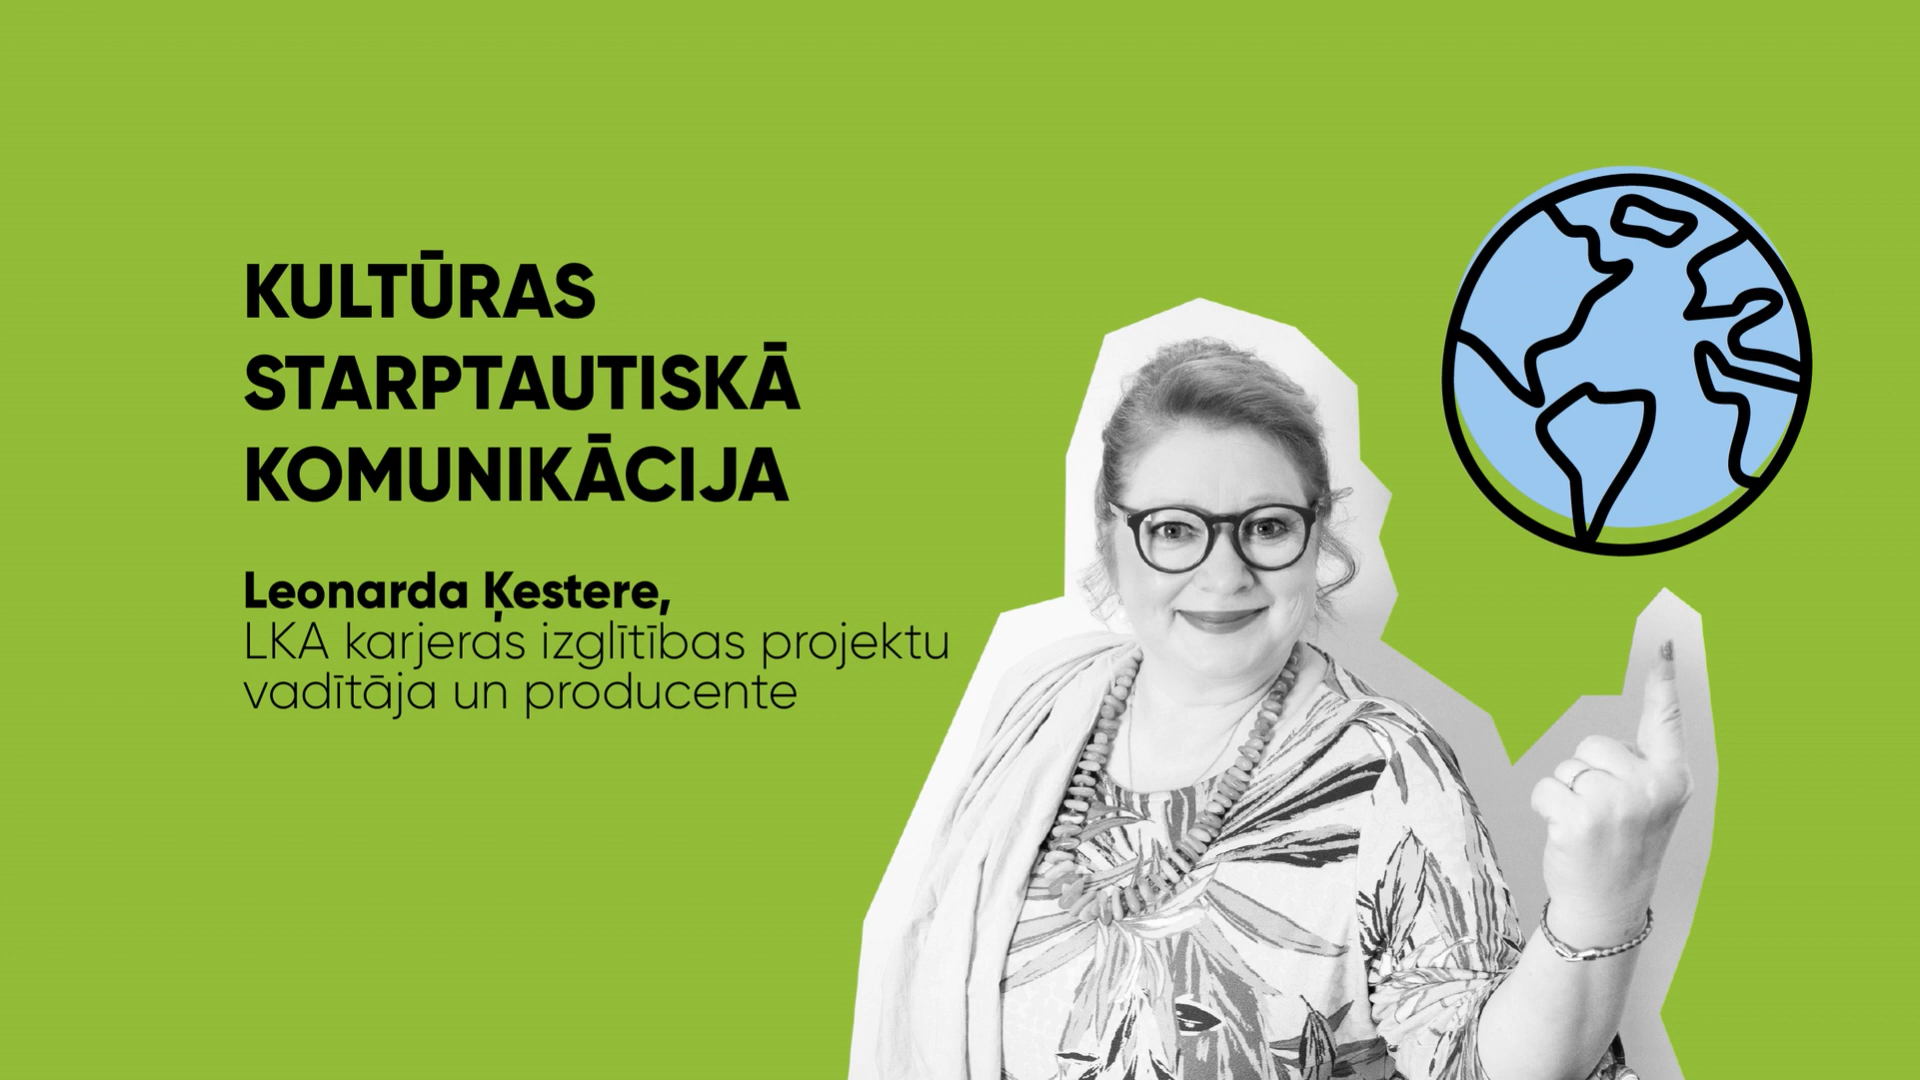 KULTŪRAS
STARPTAUTISKĀ
KOMUNIKĀCIJA
Leonarda Ķestere,
LKA karjeras izglītības projektu
vadītāja un producente